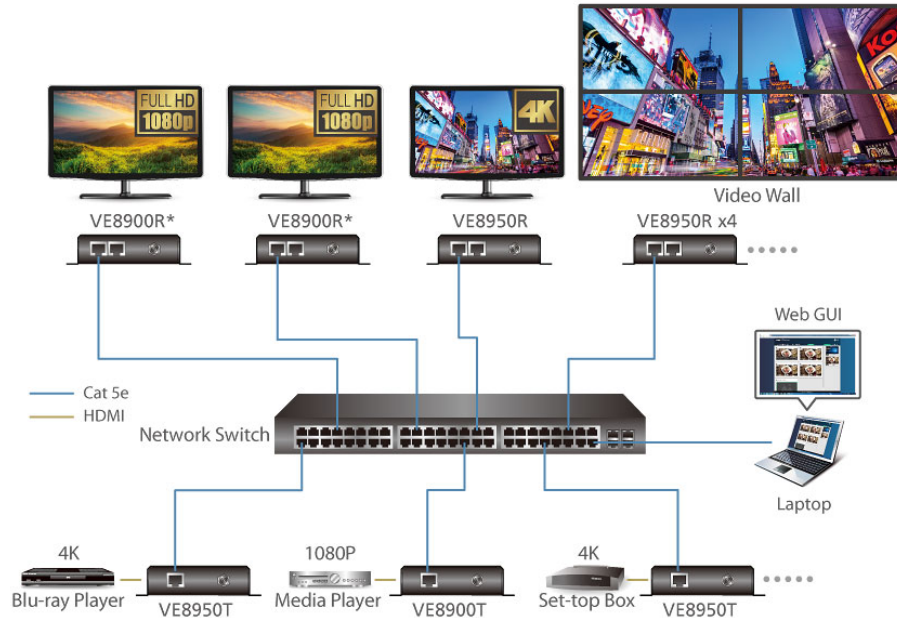 FULL HD
1080p
FULL HD
1080p
4K
Video Wall
VE8900R*
VE8900R*
VE8950R
VE8950R x4
Web GUI
Cat 5e
HDMI
Network Switch
Laptop
4K
1080P
4K
Blu-ray Player
VE8950T
Media Player
VE8900T
Set-top Box
VE8950T